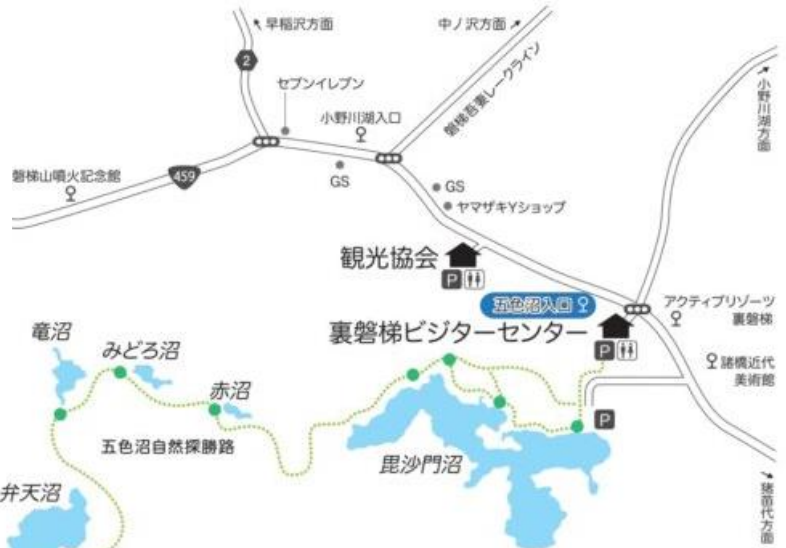 早稲沢方面
中ノ沢方面
2
セブンイレブン
小野川湖入口
磐梯吾妻レークライン
小野川湖方面
磐梯山噴火記念館
459
GS
GS
ヤマザキYショップ
観光協会
P
五色沼入口
アクティブリゾーツ
裏磐梯
裏磐梯ビジターセンター
P
諸橋近代
美術館
竜沼
みどろ沼
赤沼
P
五色沼自然探勝路
毘沙門沼
弁天沼
猪苗代方面